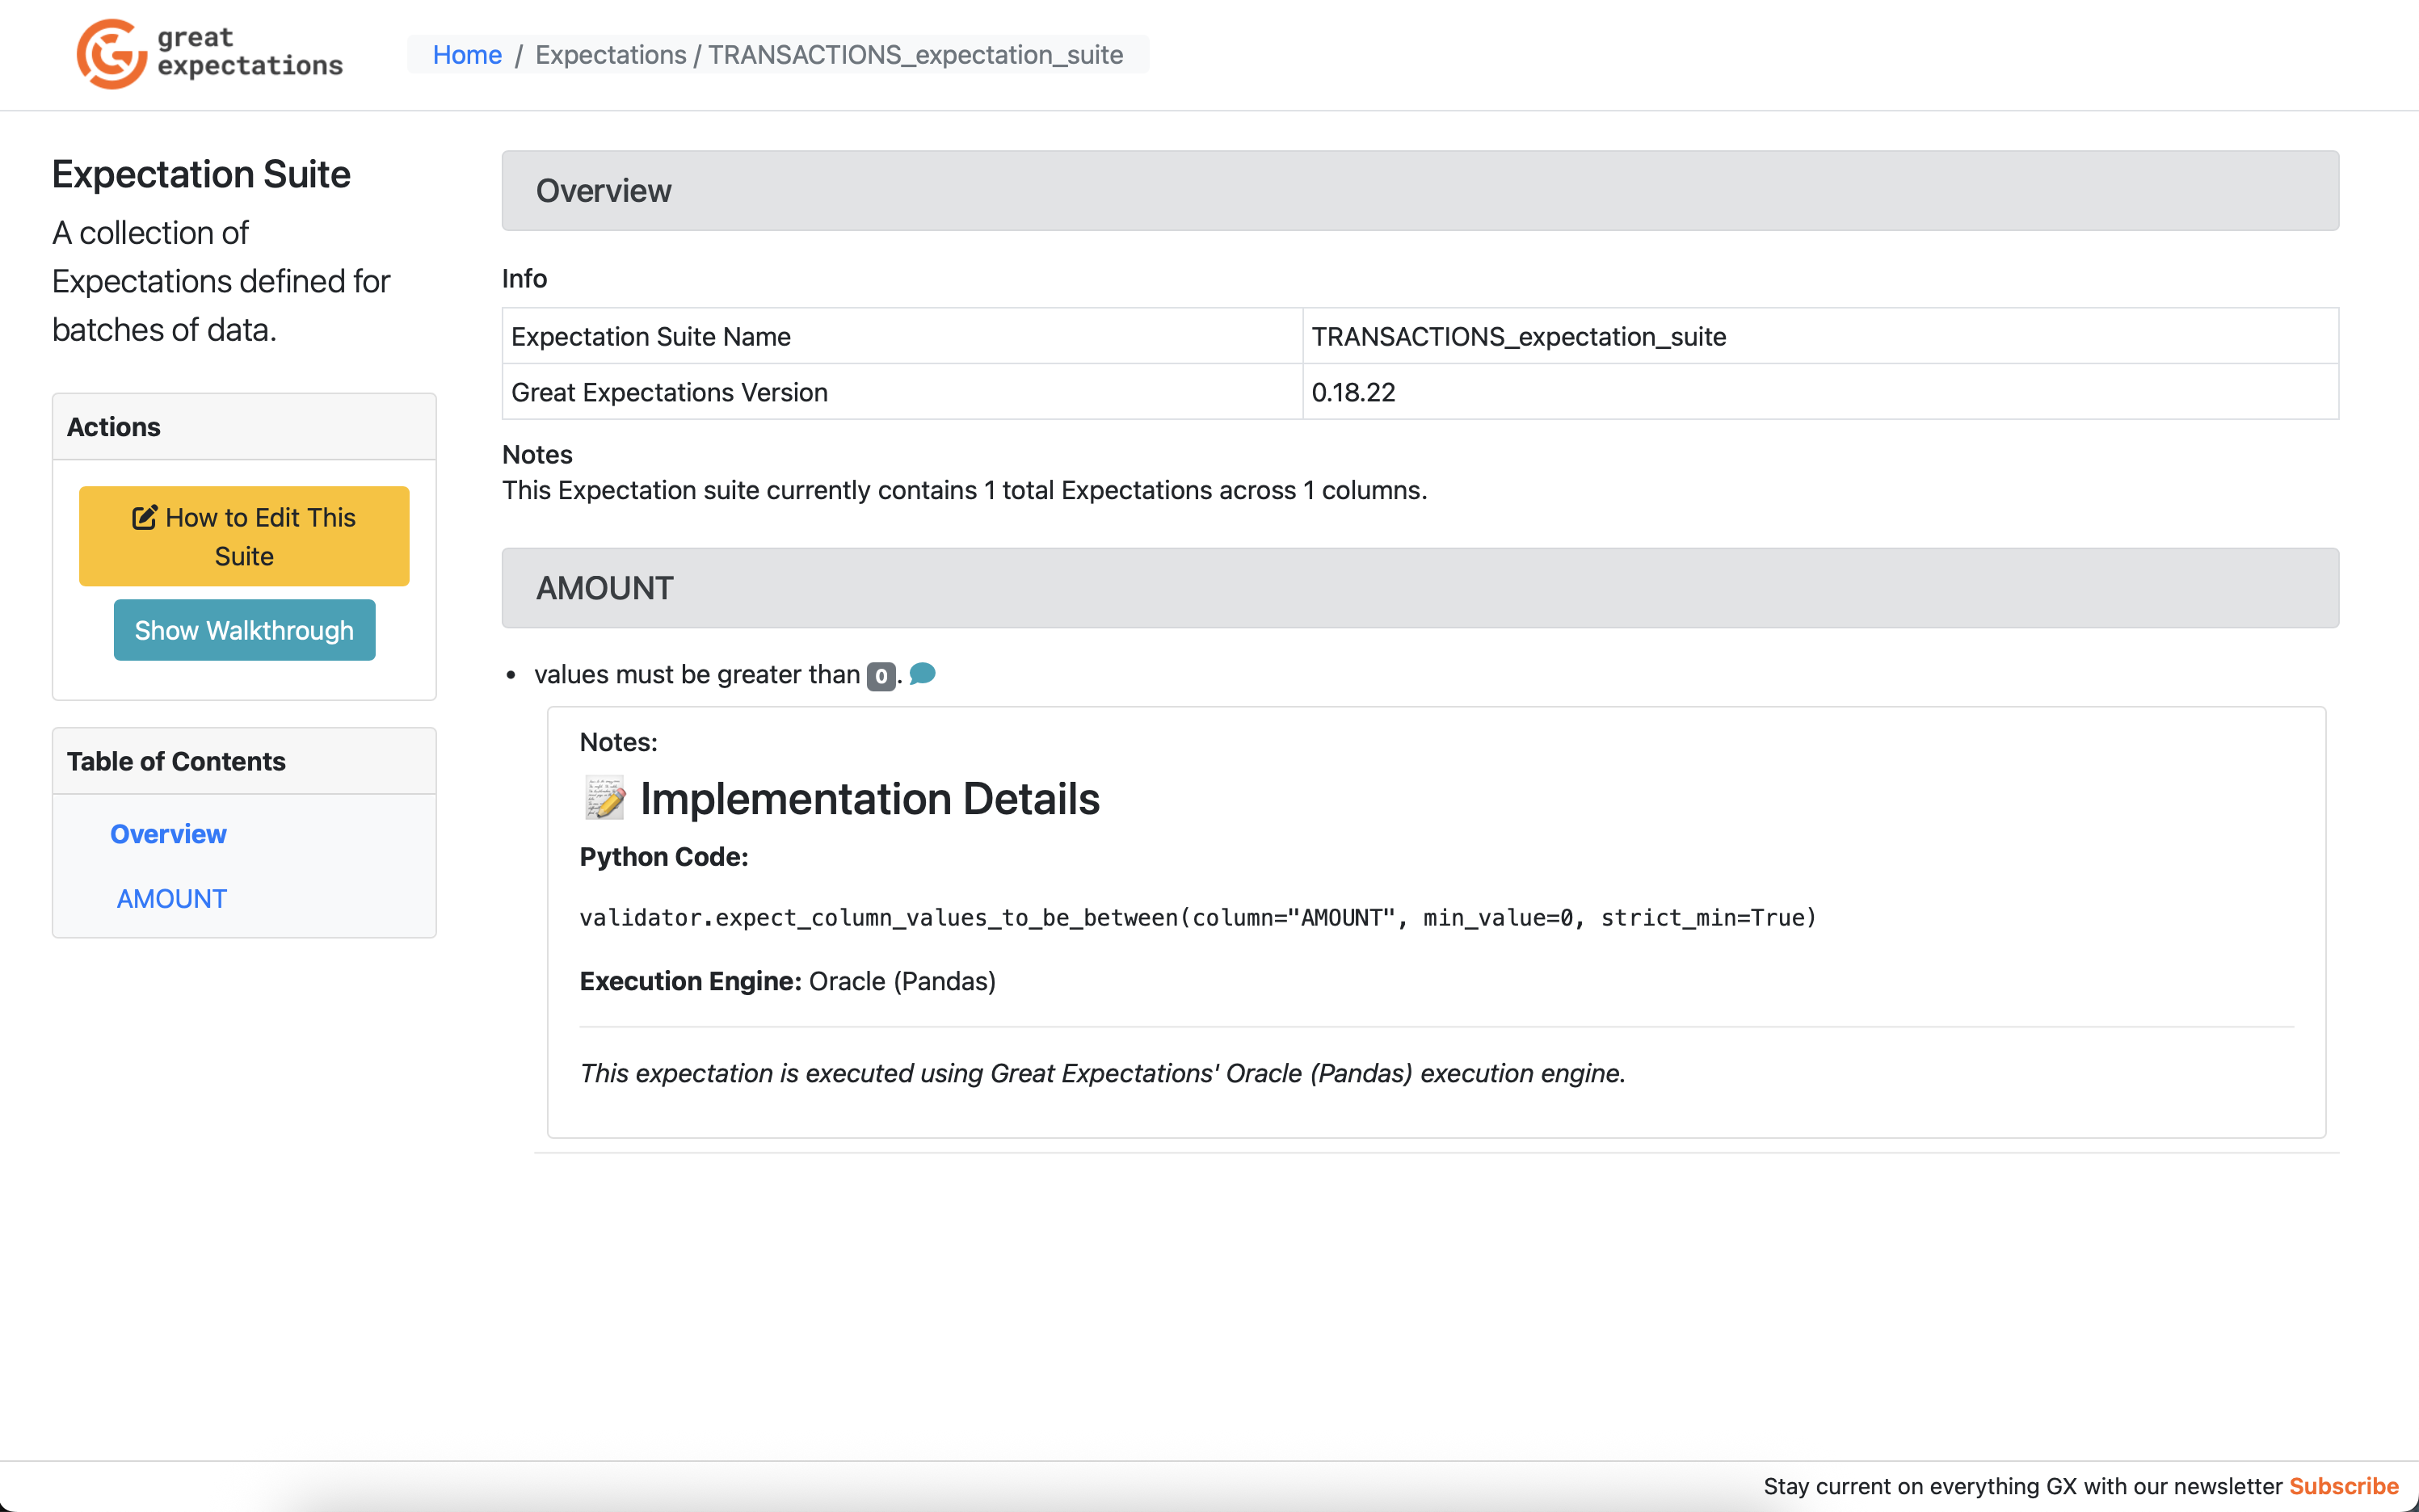 great
expectations
Home / Expectations / TRANSACTIONS_expectation_suite
Expectation Suite
A collection of
Expectations defined for
batches of data.
Actions
How to Edit This
Suite
Show Walkthrough
Table of Contents
Overview
AMOUNT
Overview
Info
Expectation Suite Name TRANSACTIONS_expectation_suite
Great Expectations Version 0.18.22
Notes
This Expectation suite currently contains 1 total Expectations across 1 columns.
AMOUNT
• values must be greater than 0.
Notes:
📝 Implementation Details
Python Code:
validator.expect_column_values_to_be_between(column="AMOUNT", min_value=0, strict_min=True)
Execution Engine: Oracle (Pandas)
This expectation is executed using Great Expectations' Oracle (Pandas) execution engine.
Stay current on everything GX with our newsletter Subscribe